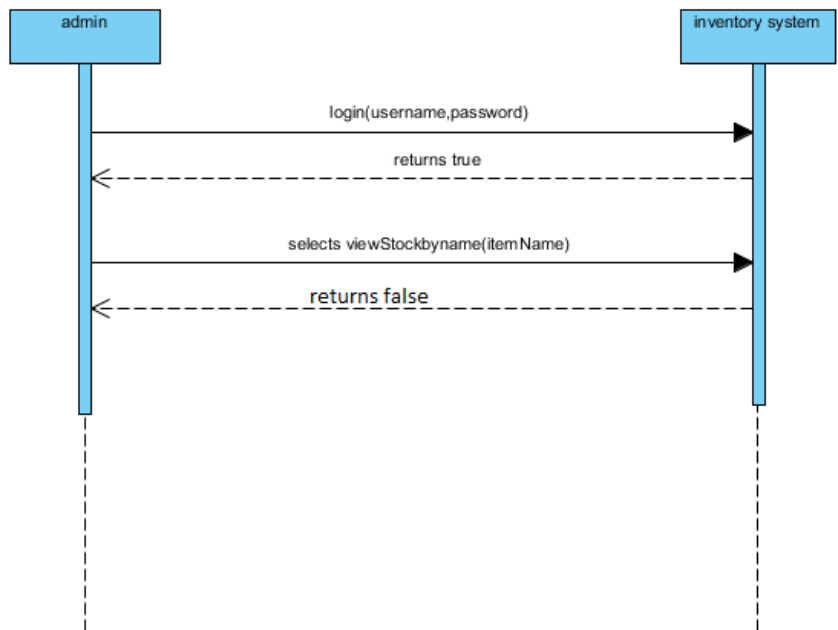 admin
inventory system
login(username,password)
returns true
selects viewStockbyname(itemName)
returns false